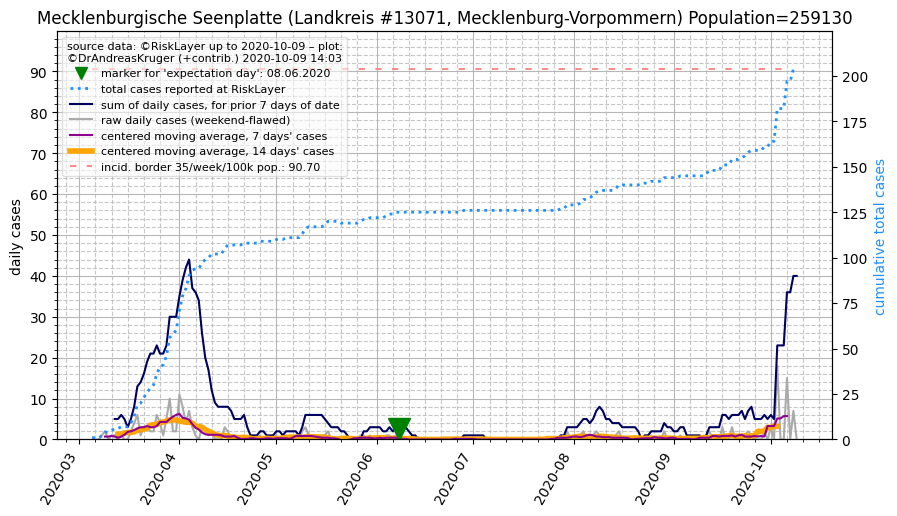 Mecklenburgische Seenplatte (Landkreis #13071, Mecklenburg-Vorpommern) Population=259130
source data: ©RiskLayer up to 2020-10-09 – plot:
©DrAndreasKruger (+contrib.) 2020-10-09 14:03
marker for 'expectation day': 08.06.2020
total cases reported at RiskLayer
sum of daily cases, for prior 7 days of date
raw daily cases (weekend-flawed)
centered moving average, 7 days' cases
centered moving average, 14 days' cases
incid. border 35/week/100k pop.: 90.70
daily cases
90
80
70
60
50
40
30
20
10
0
cumulative total cases
200
175
150
125
100
75
50
25
0
2020-03
2020-04
2020-05
2020-06
2020-07
2020-08
2020-09
2020-10